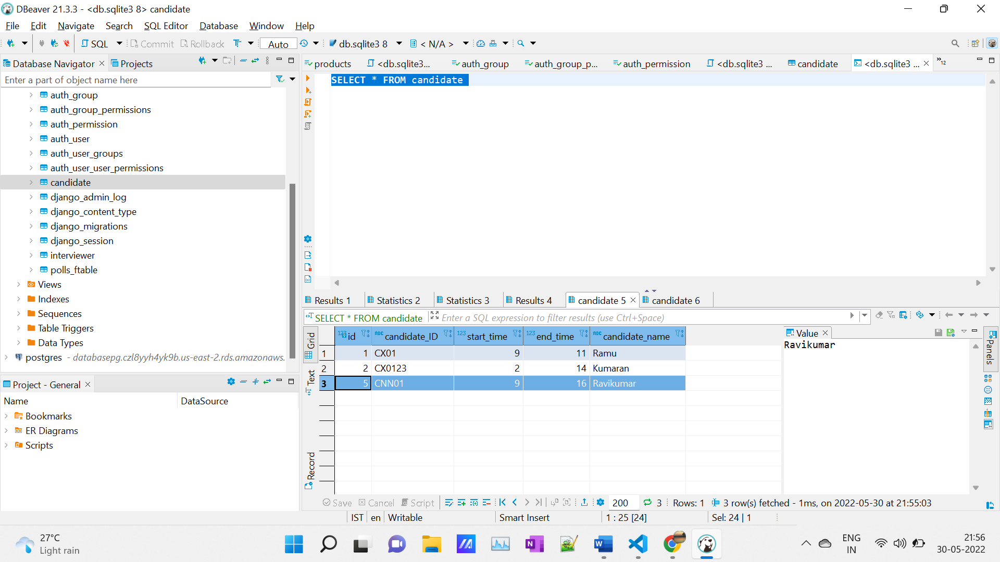 DBeaver 21.3.3 - <db.sqlite3 8> candidate
File Edit Navigate Search SQL Editor Database Window Help
SQL Commit Rollback Auto db.sqlite3 8 < N/A >
Database Navigator Projects
products <db.sqlite3... auth_group auth_group_p... auth_permission <db.sqlite3 ... candidate <db.sqlite3 ... »12
Enter a part of object name here
SELECT * FROM candidate
auth_group
auth_group_permissions
auth_permission
auth_user
auth_user_groups
auth_user_user_permissions
candidate
django_admin_log
django_content_type
django_migrations
django_session
interviewer
polls_ftable
Views
Indexes
Sequences
Table Triggers
Data Types
postgres - databasepg.czl8yyh4yk9b.us-east-2.rds.amazonaws.
Results 1 Statistics 2 Statistics 3 Results 4 candidate 5 candidate 6
SELECT * FROM candidate Enter a SQL expression to filter results (use Ctrl+Space)
Grid
Text
Record
123 id ABC candidate_ID 123 start_time 123 end_time ABC candidate_name
1 1 CX01 9 11 Ramu
2 2 CX0123 2 14 Kumaran
3 5 CNN01 9 16 Ravikumar
Value
Ravikumar
Panels
Save Cancel Script 200 3 Rows: 1 3 row(s) fetched - 1ms, on 2022-05-30 at 21:55:03
Project - General
Name DataSource
Bookmarks
ER Diagrams
Scripts
IST en Writable Smart Insert 1 : 25 [24] Sel: 24 | 1
27°C
Light rain
ENG
IN
21:56
30-05-2022